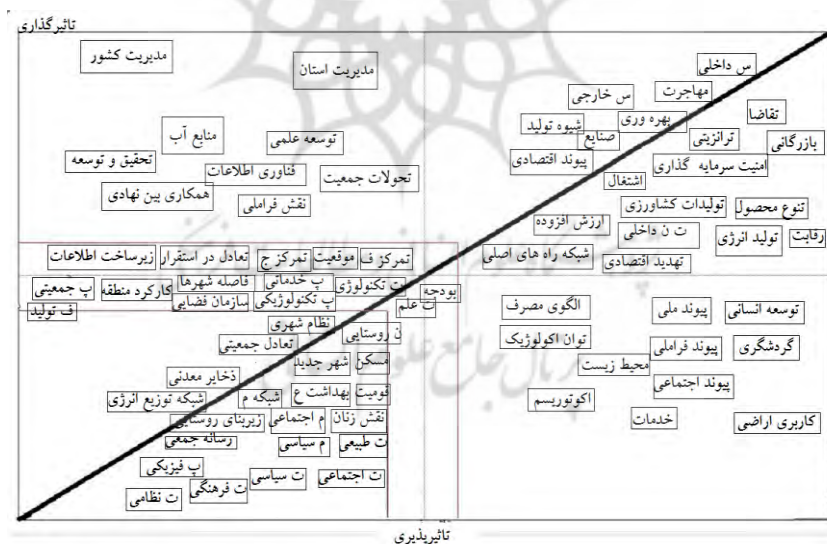 تاثیرگذاری
مدیریت کشور
مدیریت استان
س داخلی
مهاجرت
س خارجی
تقاضا
بهره وری
شیوه تولید
منابع آب
توسعه علمی
صنایع
ترانزیتی
بازرگانی
تحقیق و توسعه
فناوری اطلاعات
تحولات جمعیت
پیوند اقتصادی
امنیت سرمایه گذاری
اشتغال
همکاری بین نهادی
نقش فراملی
تولیدات کشاورزی
تنوع محصول
ارزش افزوده
ت ن داخلی
تولید انرژی
رقابت
زیرساخت اطلاعات
تعادل در استقرار
تمرکز ج
موقعیت
تمرکز ف
شبکه راه های اصلی
تهدید اقتصادی
پ جمعیتی
کارکرد منطقه
فاصله شهرها
پ خدماتی
ت تکنولوژی
بودجه
ف تولید
سازمان فضایی
پ تکنولوژیکی
ت علم
الگوی مصرف
پیوند ملی
توسعه انسانی
نظام شهری
ن روستایی
توان اکولوژیک
تعادل جمعیتی
پیوند فراملی
گردشگری
شهر جدید
مسکن
محیط زیست
ذخایر معدنی
پیوند اجتماعی
شبکه توزیع انرژی
شبکه م
بهداشت ع
قومیت
اکوتوریسم
زیربنای روستایی
م اجتماعی
نقش زنان
خدمات
کاربری اراضی
رسانه جمعی
م سیاسی
ت طبیعی
پ فیزیکی
ت سیاسی
ت اجتماعی
ت نظامی
ت فرهنگی
تاثیرپذیری